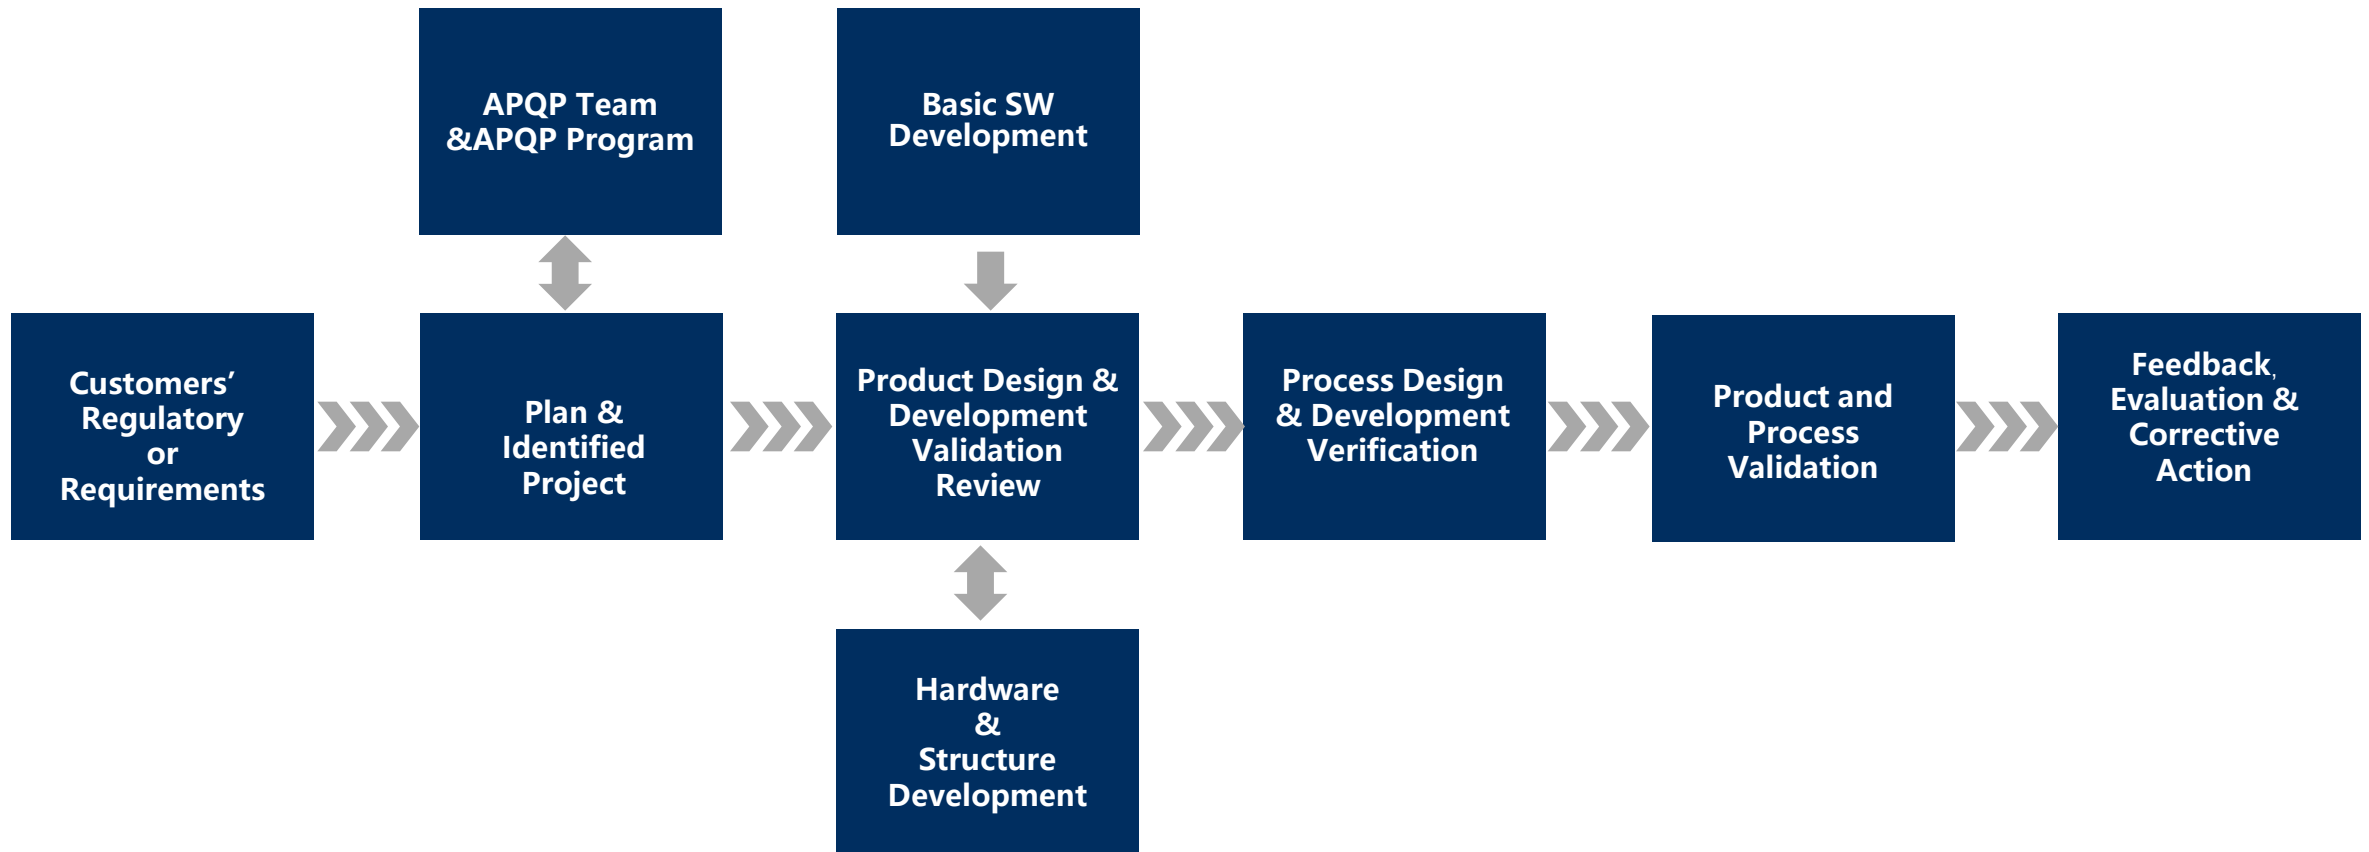 APQP Team
&APQP Program
Basic SW
Development
Customers’
Regulatory
or
Requirements
Plan &
Identified
Project
Product Design &
Development
Validation
Review
Process Design
& Development
Verification
Product and
Process
Validation
Feedback,
Evaluation &
Corrective
Action
Hardware
&
Structure
Development